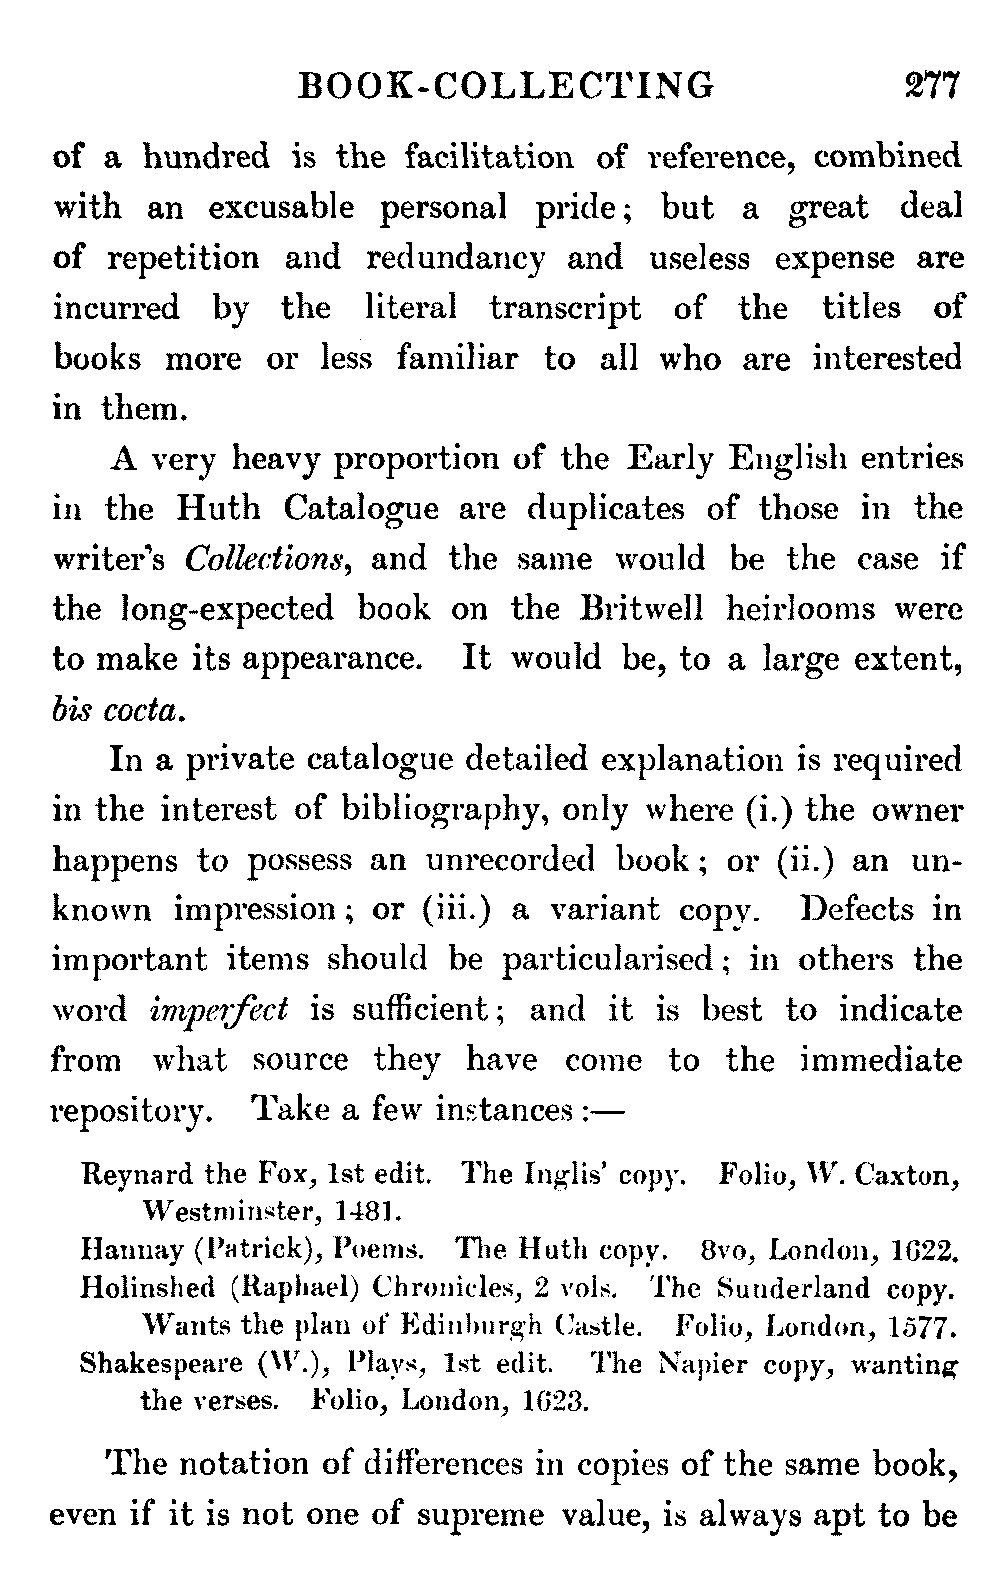 BOOK-COLLECTING 277
of a hundred is the facilitation of reference, combined
with an excusable personal pride; but a great deal
of repetition and redundancy and useless expense are
incurred by the literal transcript of the titles of
books more or less familiar to all who are interested
in them.
A very heavy proportion of the Early English entries
in the Huth Catalogue are duplicates of those in the
writer's Collections, and the same would be the case if
the long-expected book on the Britwell heirlooms were
to make its appearance. It would be, to a large extent,
bis cocta.
In a private catalogue detailed explanation is required
in the interest of bibliography, only where (i.) the owner
happens to possess an unrecorded book; or (ii.) an un-
known impression; or (iii.) a variant copy. Defects in
important items should be particularised; in others the
word imperfect is sufficient; and it is best to indicate
from what source they have come to the immediate
repository. Take a few instances:—
Reynard the Fox, 1st edit. The Inglis' copy. Folio, W. Caxton,
Westminster, 1481.
Hannay (Patrick), Poems. The Huth copy. 8vo, London, 1622.
Holinshed (Raphael) Chronicles, 2 vols. The Sunderland copy.
Wants the plan of Edinburgh Castle. Folio, London, 1577.
Shakespeare (W.), Plays, 1st edit. The Napier copy, wanting
the verses. Folio, London, 1623.
The notation of differences in copies of the same book,
even if it is not one of supreme value, is always apt to be